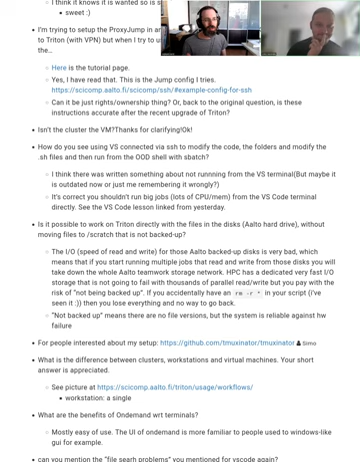 I think it knows it is wanted so is s
sweet :)
I'm trying to setup the ProxyJump in ar
to Triton (with VPN) but when I try to us
the...
Here is the tutorial page.
Yes, I have read that. This is the Jump config I tries.
https://scicomp.aalto.fi/scicomp/ssh/#example-config-for-ssh
Can it be just rights/ownership thing? Or, back to the original question, is these
instructions accurate after the recent upgrade of Triton?
Isn't the cluster the VM?Thanks for clarifying!Ok!
How do you see using VS connected via ssh to modify the code, the folders and modify the
.sh files and then run from the OOD shell with sbatch?
I think there was written something about not runnning from the VS terminal(But maybe it
is outdated now or just me remembering it wrongly?)
It's correct you shouldn't run big jobs (lots of CPU/mem) from the VS Code terminal
directly. See the VS Code lesson linked from yesterday.
Is it possible to work on Triton directly with the files in the disks (Aalto hard drive), without
moving files to /scratch that is not backed-up?
The I/O (speed of read and write) for those Aalto backed-up disks is very bad, which
means that if you start running multiple jobs that read and write from those disks you will
take down the whole Aalto teamwork storage network. HPC has a dedicated very fast I/O
storage that is not going to fail with thousands of parallel read/write but you pay with the
risk of "not being backed up". If you accidentally have an rm -r * in your script (i've
seen it :)) then you lose everything and no way to go back.
"Not backed up" means there are no file versions, but the system is reliable against hw
failure
For people interested about my setup: https://github.com/tmuxinator/tmuxinator Simo
What is the difference between clusters, workstations and virtual machines. Your short
answer is appreciated.
See picture at https://scicomp.aalto.fi/triton/usage/workflows/
workstation: a single
What are the benefits of Ondemand wrt terminals?
Mostly easy of use. The UI of ondemand is more familiar to people used to windows-like
gui for example.
can you mention the "file searh problems" you mentioned for vscode again?